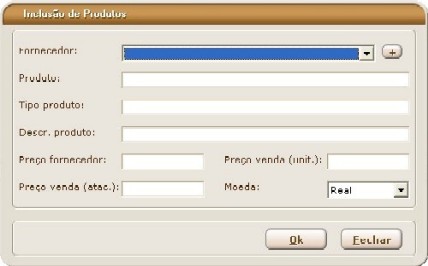 Inclusão de Produtos
Fornecedor:
+
Produto:
Tipo produto:
Descr. produto:
Preço fornecedor: Preço venda (unit.):
Preço venda (atac.): Moeda: Real
Ok Fechar